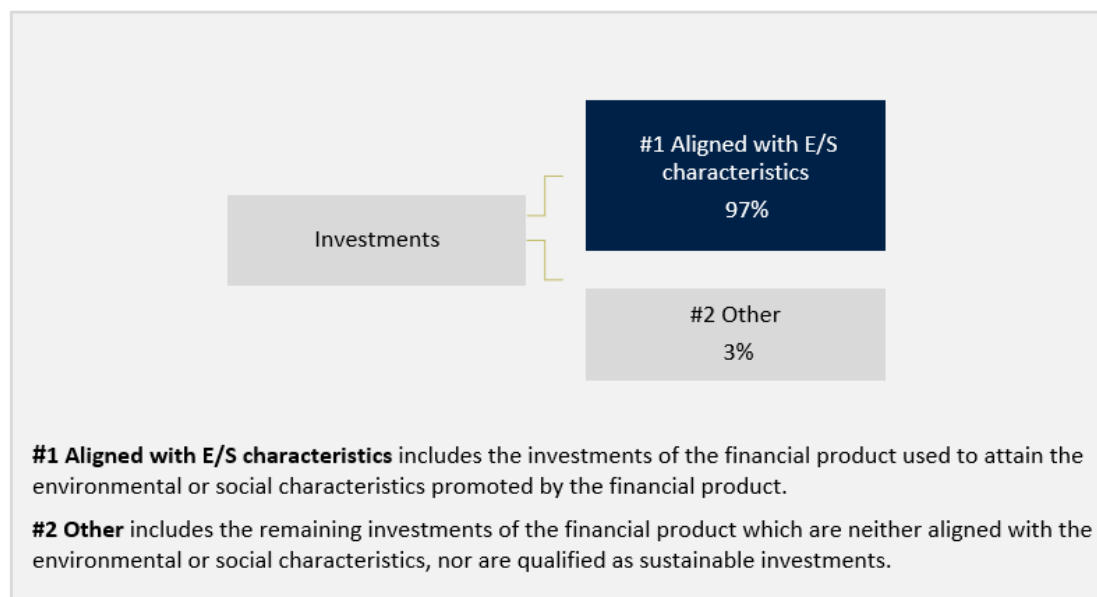 #1 Aligned with E/S
characteristics
97%
Investments
#2 Other
3%
#1 Aligned with E/S characteristics includes the investments of the financial product used to attain the
environmental or social characteristics promoted by the financial product.
#2 Other includes the remaining investments of the financial product which are neither aligned with the
environmental or social characteristics, nor are qualified as sustainable investments.